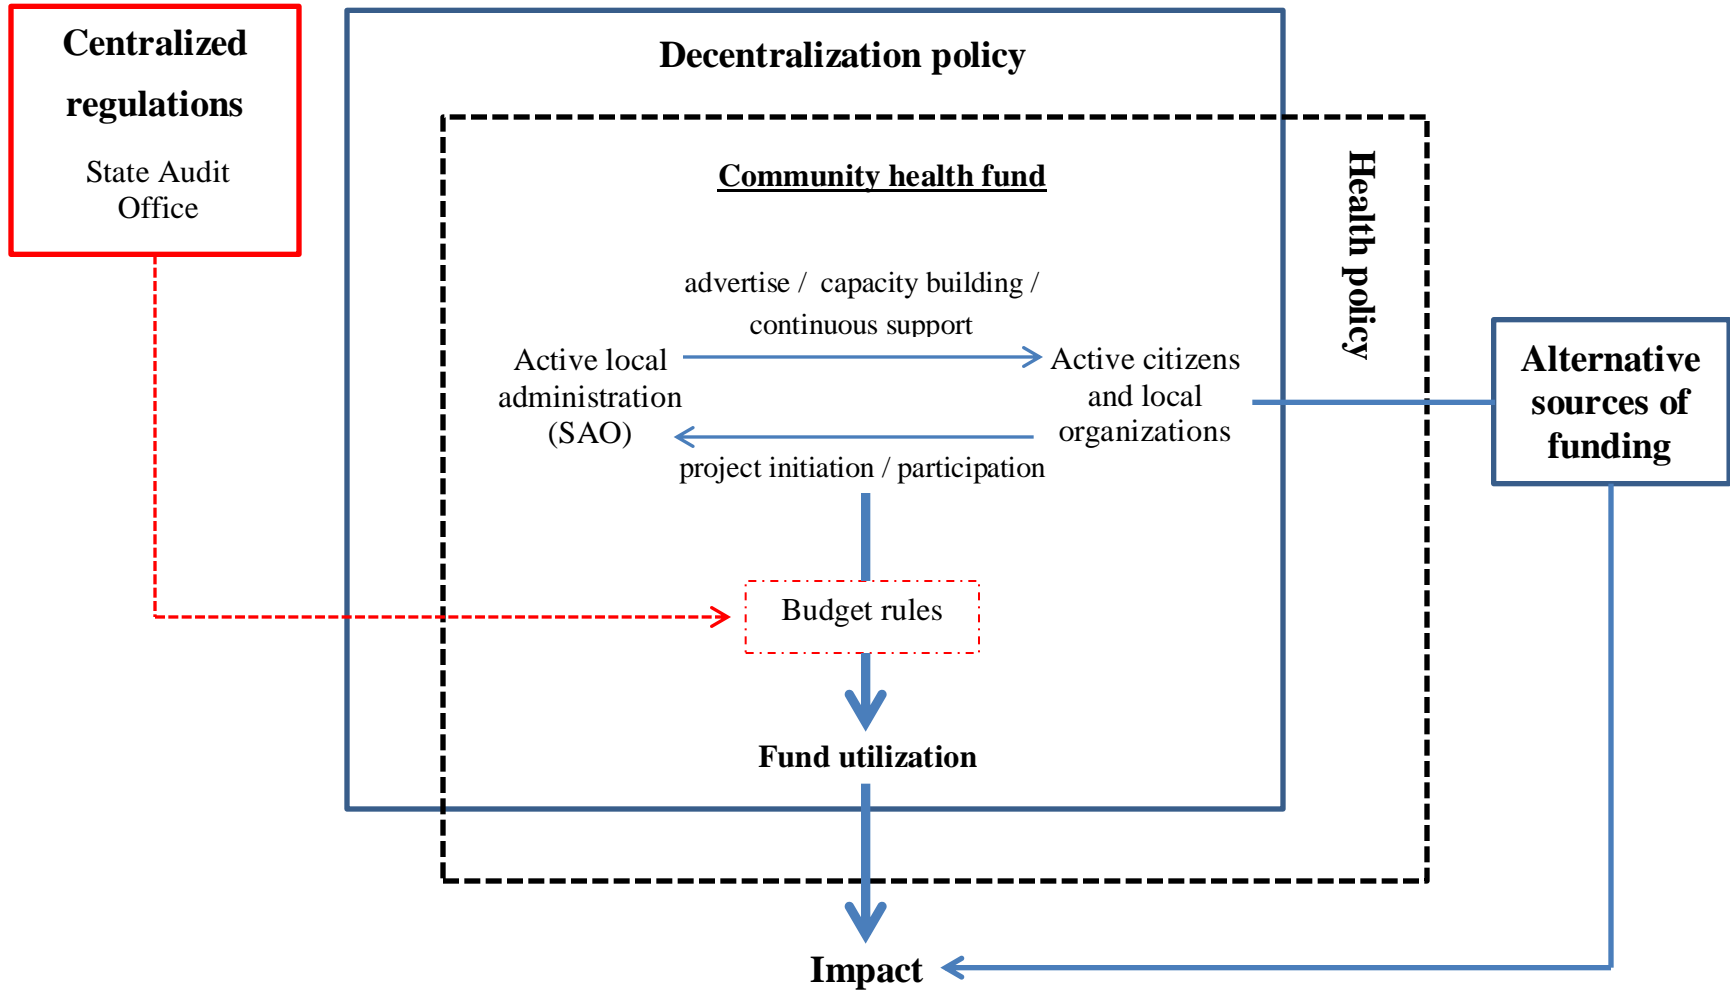 Centralized
regulations
State Audit
Office
Decentralization policy
Health policy
Community health fund
advertise / capacity building /
continuous support
Active local
administration
(SAO)
Active citizens
and local
organizations
project initiation / participation
Alternative
sources of
funding
Budget rules
Fund utilization
Impact